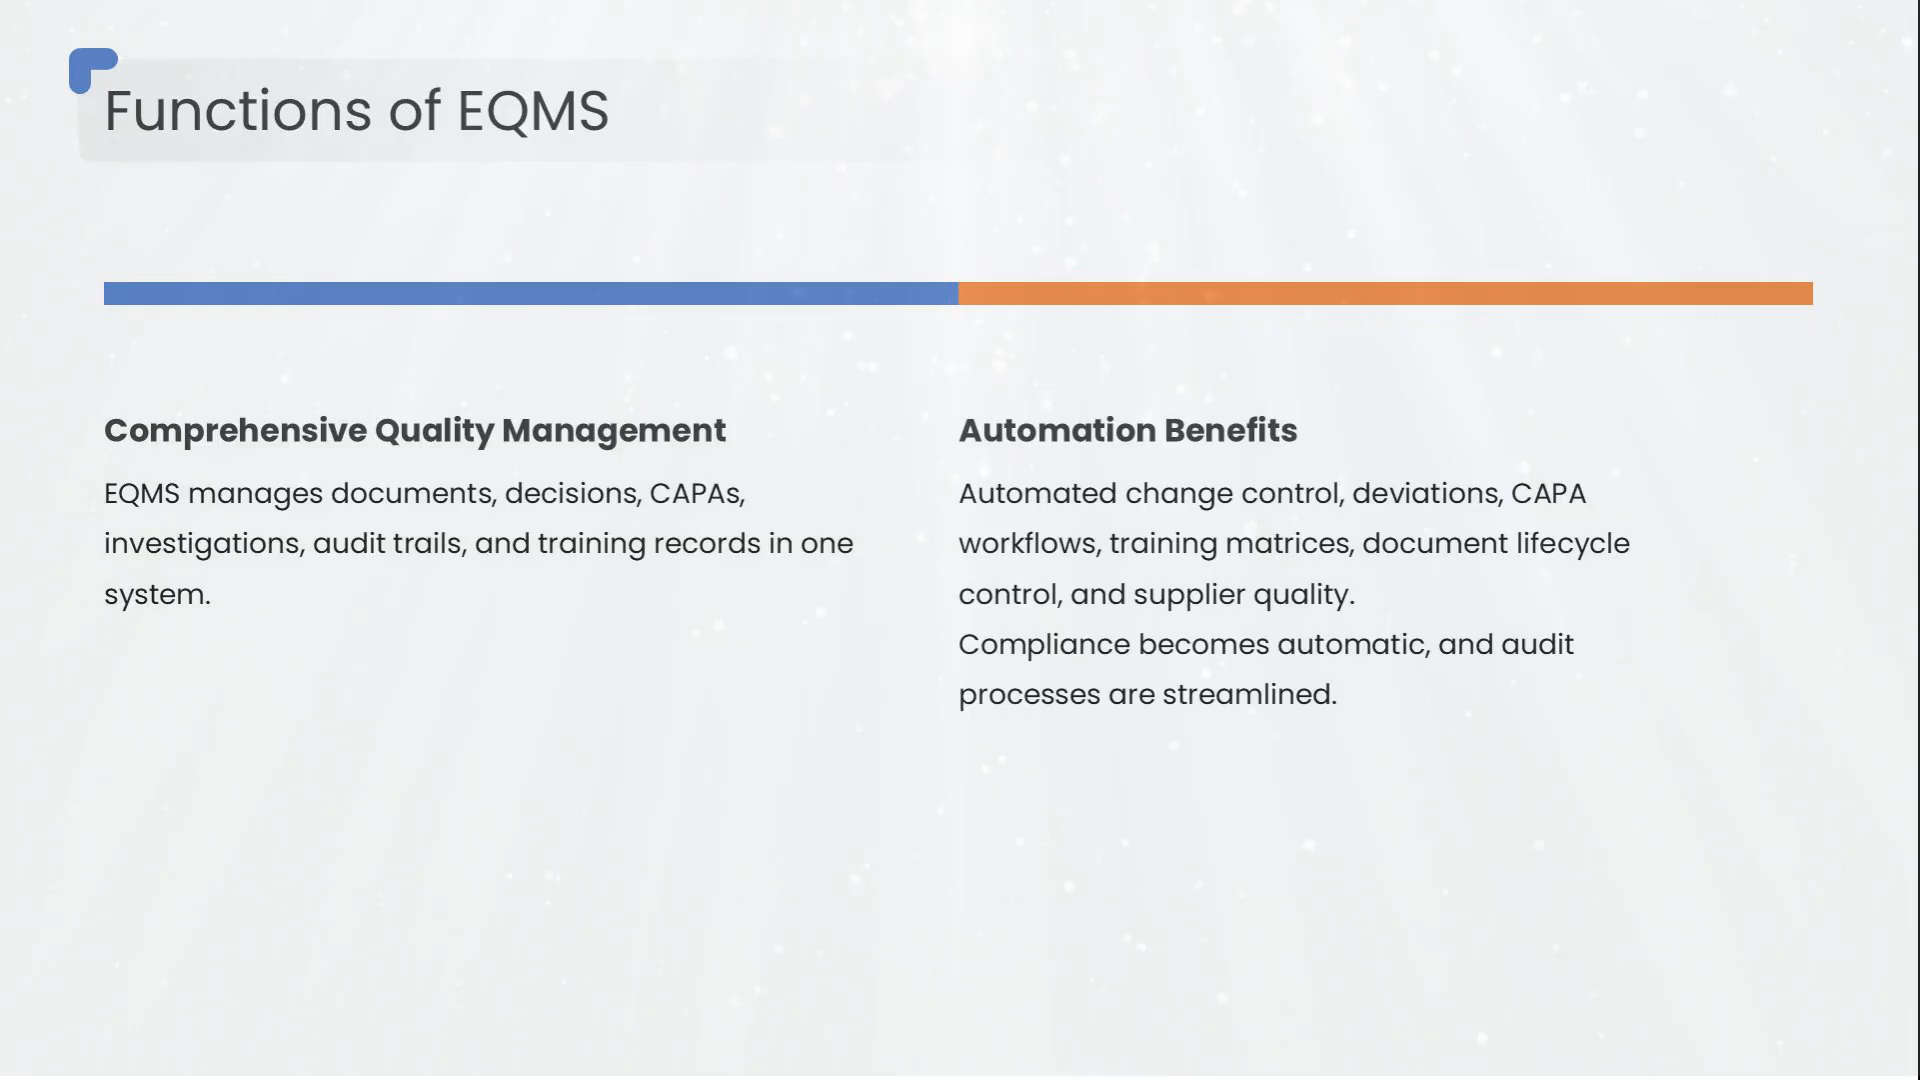 Functions of EQMS
Comprehensive Quality Management
EQMS manages documents, decisions, CAPAs,
investigations, audit trails, and training records in one
system.
Automation Benefits
Automated change control, deviations, CAPA
workflows, training matrices, document lifecycle
control, and supplier quality.
Compliance becomes automatic, and audit
processes are streamlined.